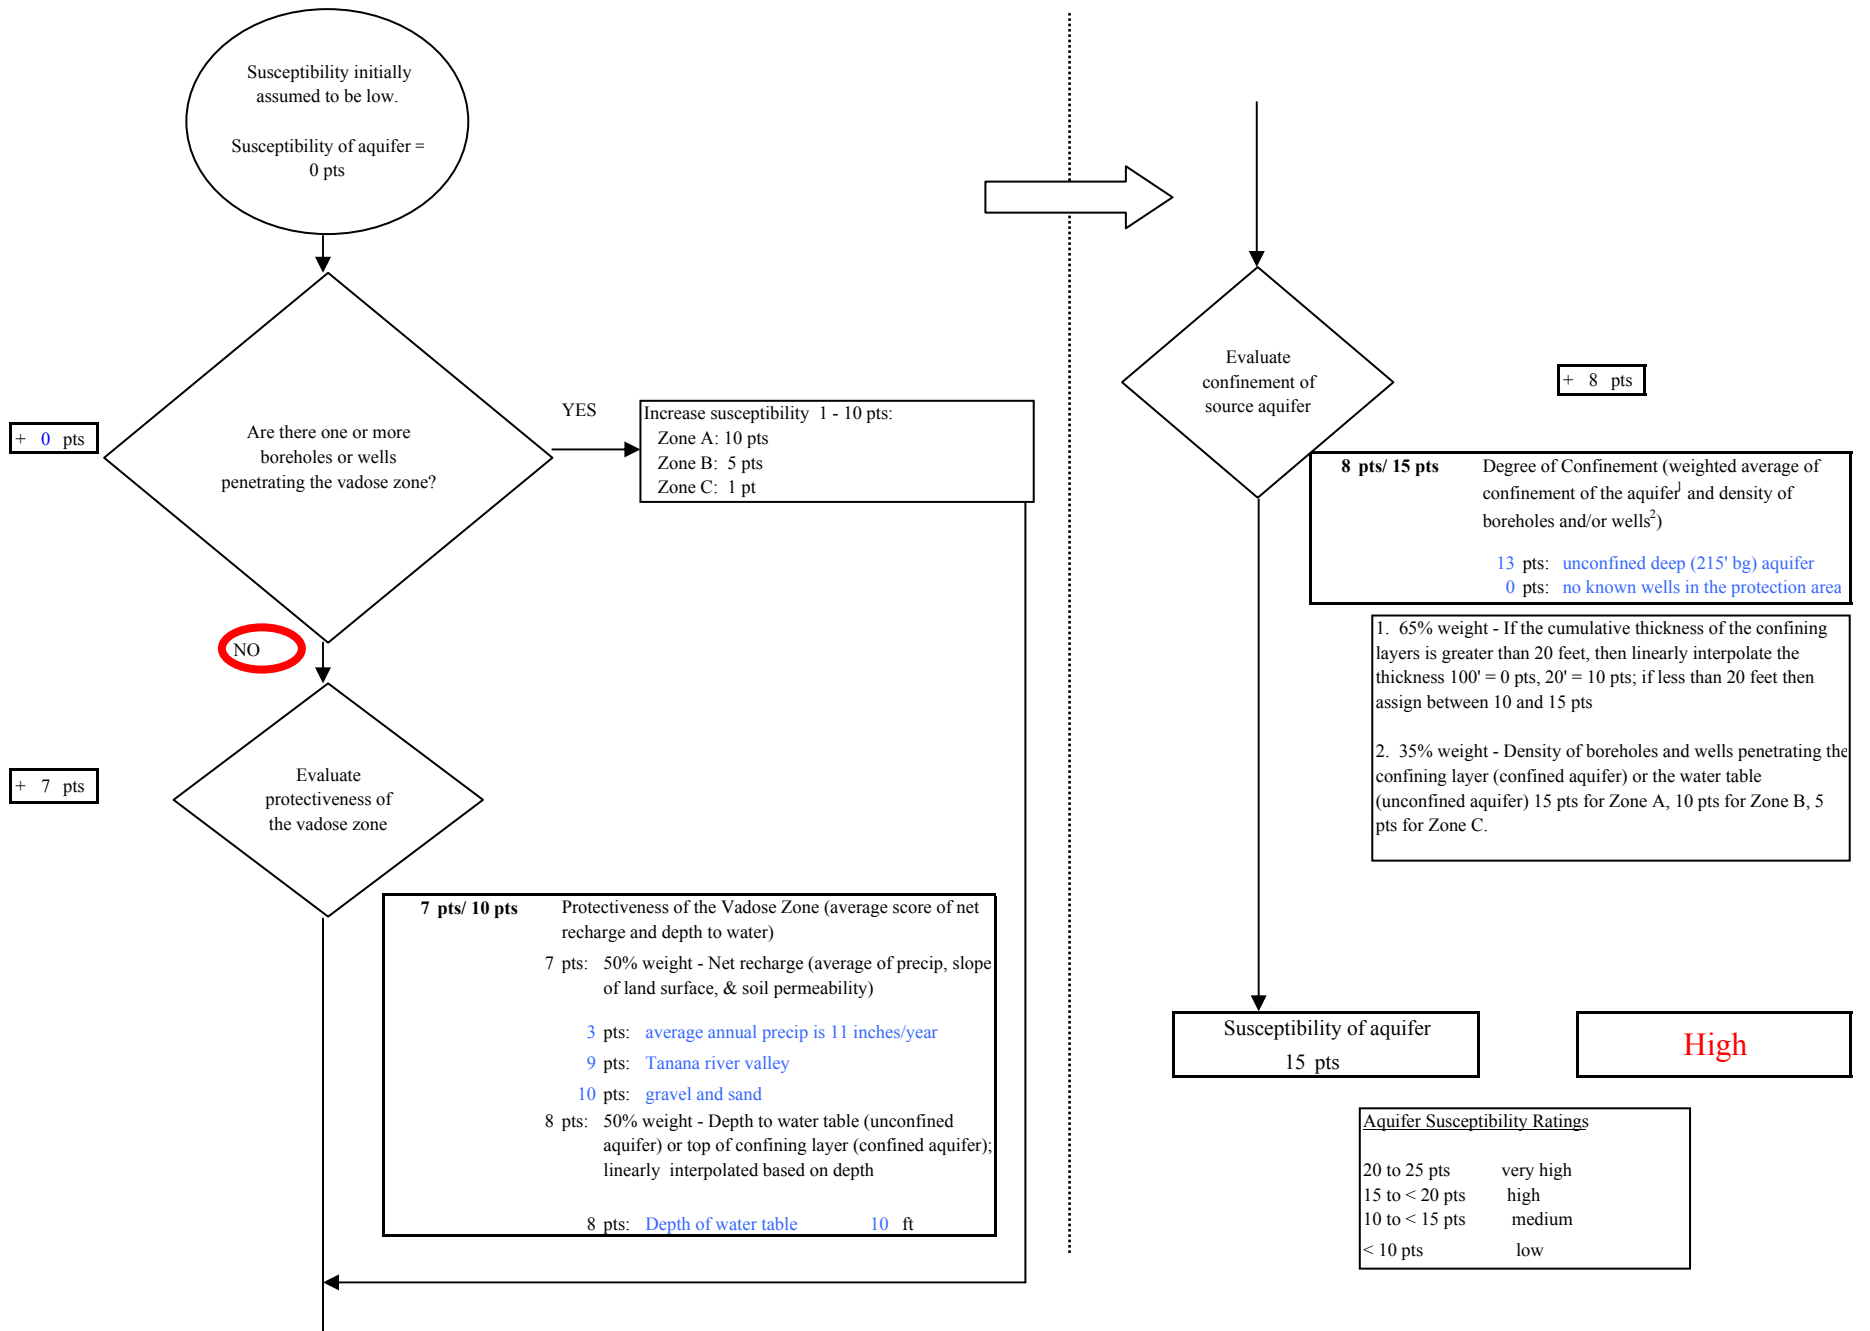 Susceptibility initially
assumed to be low.
Susceptibility of aquifer =
0 pts
+ 0 pts
Are there one or more
boreholes or wells
penetrating the vadose zone?
YES
Increase susceptibility 1 - 10 pts:
Zone A: 10 pts
Zone B: 5 pts
Zone C: 1 pt
NO
+ 7 pts
Evaluate
protectiveness of
the vadose zone
7 pts/ 10 pts
Protectiveness of the Vadose Zone (average score of net
recharge and depth to water)
7 pts: 50% weight - Net recharge (average of precip, slope
of land surface, & soil permeability)
3 pts: average annual precip is 11 inches/year
9 pts: Tanana river valley
10 pts: gravel and sand
8 pts: 50% weight - Depth to water table (unconfined
aquifer) or top of confining layer (confined aquifer);
linearly interpolated based on depth
8 pts: Depth of water table 10 ft
Evaluate
confinement of
source aquifer
+ 8 pts
8 pts/ 15 pts
Degree of Confinement (weighted average of
confinement of the aquifer1 and density of
boreholes and/or wells2)
13 pts: unconfined deep (215' bg) aquifer
0 pts: no known wells in the protection area
1. 65% weight - If the cumulative thickness of the confining
layers is greater than 20 feet, then linearly interpolate the
thickness 100' = 0 pts, 20' = 10 pts; if less than 20 feet then
assign between 10 and 15 pts
2. 35% weight - Density of boreholes and wells penetrating the
confining layer (confined aquifer) or the water table
(unconfined aquifer) 15 pts for Zone A, 10 pts for Zone B, 5
pts for Zone C.
Susceptibility of aquifer
15 pts
High
Aquifer Susceptibility Ratings
20 to 25 pts very high
15 to < 20 pts high
10 to < 15 pts medium
< 10 pts low